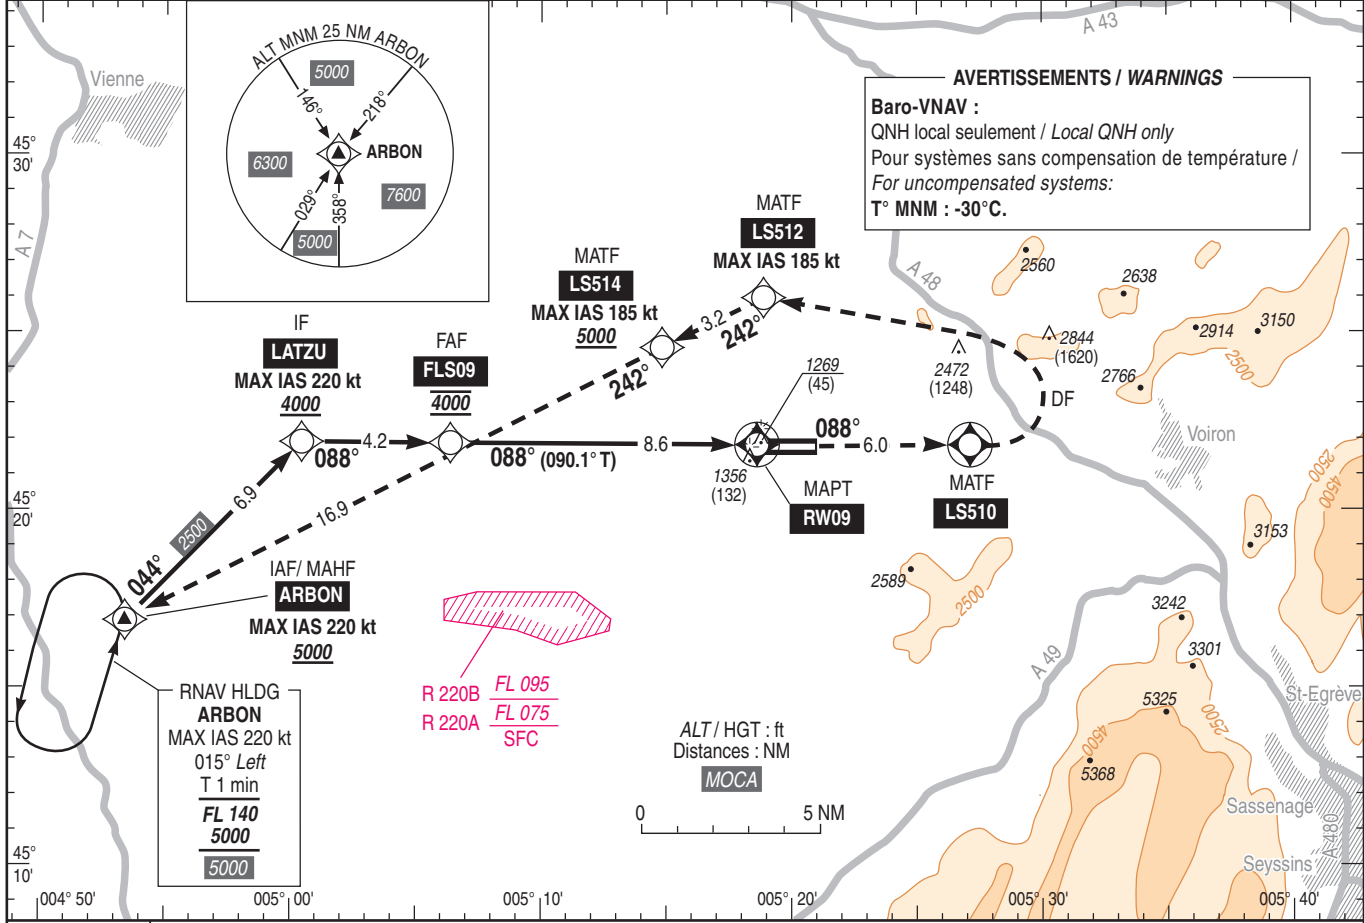 ALT MNM 25 NM ARBON
5000
146°
218°
ARBON
6300
7600
029°
358°
5000
A 43
Vienne
AVERTISSEMENTS / WARNINGS
Baro-VNAV :
QNH local seulement / Local QNH only
Pour systèmes sans compensation de température /
For uncompensated systems:
T° MNM : -30°C.
45°
30'
A 7
MATF
LS512
MAX IAS 185 kt
MATF
LS514
MAX IAS 185 kt
5000
A 48
2560
2638
2914
3150
2500
2844
(1620)
2472
(1248)
2766
3.2
242°
242°
IF
LATZU
MAX IAS 220 kt
4000
FAF
FLS09
4000
1269
(45)
DF
Voiron
4.2
088°
088° (090.1° T)
8.6
088°
6.0
1356
(132)
MAPT
RW09
MATF
LS510
2500
4500
45°
20'
6.9
2500
044°
16.9
3153
IAF/ MAHF
ARBON
MAX IAS 220 kt
5000
2589
2500
3242
3301
A 49
RNAV HLDG
ARBON
MAX IAS 220 kt
015° Left
T 1 min
FL 140
5000
5000
R 220B FL 095
R 220A FL 075
SFC
ALT / HGT : ft
Distances : NM
MOCA
0 5 NM
5325
2500
4500
5368
St-Egrève
Sassenage
A 480
Seyssins
45°
10'
004° 50'
005° 00'
005° 10'
005° 20'
005° 30'
005° 40'